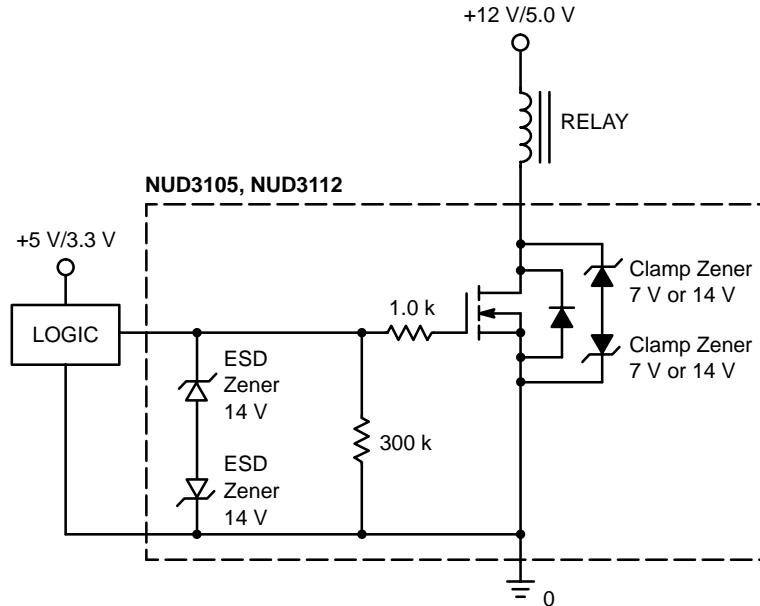 +12 V/5.0 V
RELAY
NUD3105, NUD3112
+5 V/3.3 V
LOGIC
1.0 k
Clamp Zener
7 V or 14 V
Clamp Zener
7 V or 14 V
ESD
Zener
14 V
300 k
ESD
Zener
14 V
0